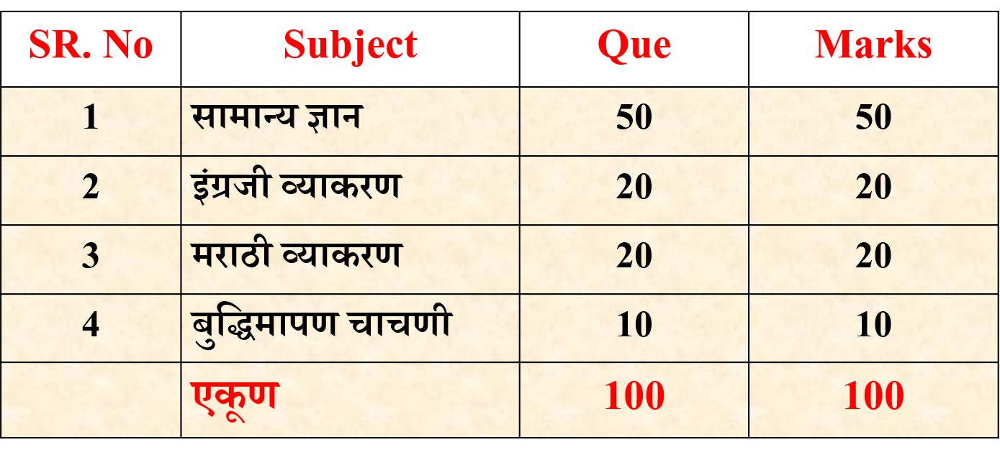 SR. No Subject Que Marks
1 सामान्य ज्ञान 50 50
2 इंग्रजी व्याकरण 20 20
3 मराठी व्याकरण 20 20
4 बुद्धिमापण चाचणी 10 10
एकूण 100 100